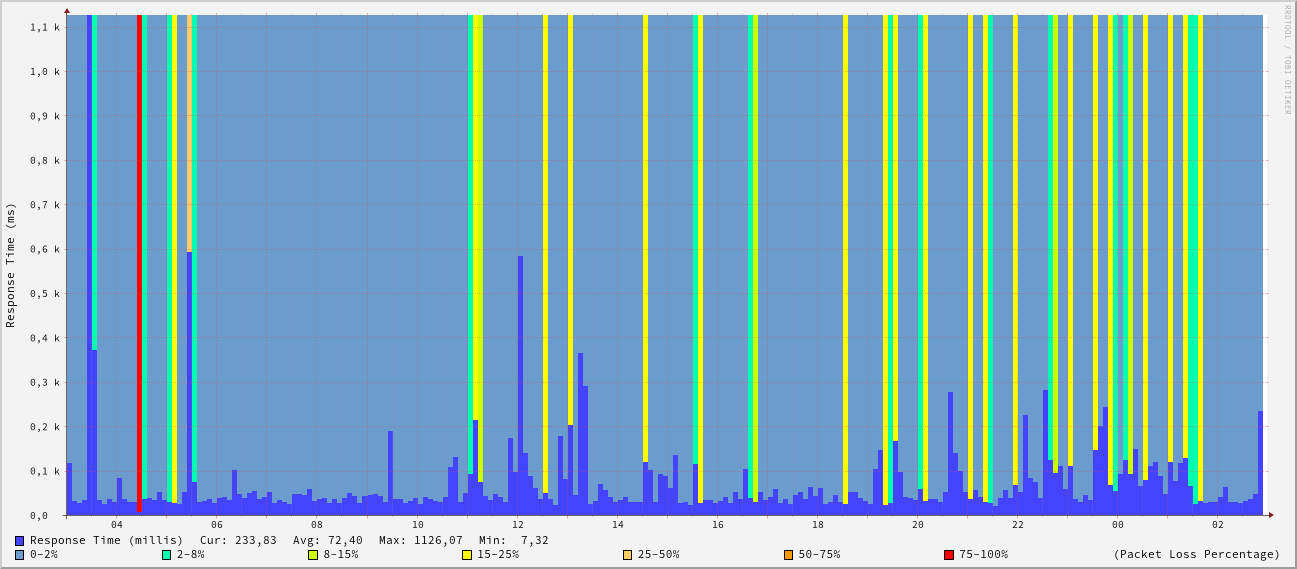 RRDTOOL / TOBI OETIKER
Response Time (ms)
1,1 k
1,0 k
0,9 k
0,8 k
0,7 k
0,6 k
0,5 k
0,4 k
0,3 k
0,2 k
0,1 k
0,0
04 06 08 10 12 14 16 18 20 22 00 02
Response Time (millis) Cur: 233,83 Avg: 72,40 Max: 1126,07 Min: 7,32
0-2% 2-8% 8-15% 15-25% 25-50% 50-75% 75-100% (Packet Loss Percentage)